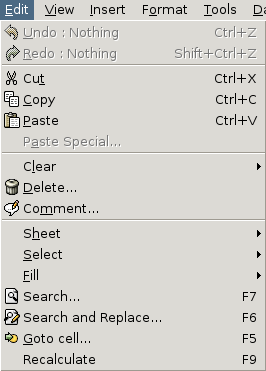 Edit View Insert Format Tools
Undo : Nothing Ctrl+Z
Redo : Nothing Shift+Ctrl+Z
Cut Ctrl+X
Copy Ctrl+C
Paste Ctrl+V
Paste Special...
Clear
Delete...
Comment...
Sheet
Select
Fill
Search... F7
Search and Replace... F6
Goto cell... F5
Recalculate F9